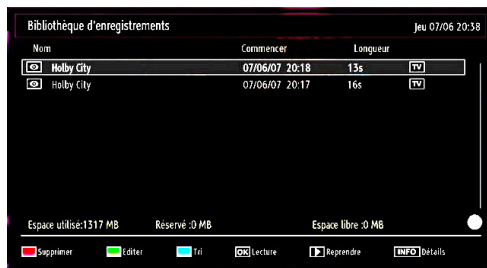 Bibliothèque d'enregistrements Jeu 07/06 20:38
Nom Commencer Longueur
Holby City 07/06/07 20:18 13s TV
Holby City 07/06/07 20:17 16s TV
Espace utilisé:1317 MB Réservé :0 MB Espace libre :0 MB
Supprimer Editer Tri OK Lecture Reprendre INFO Détails